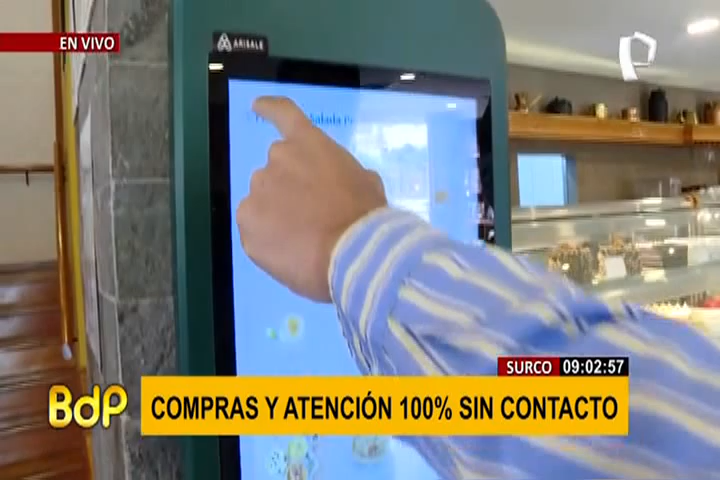 ARISALE
EN VIVO
SURCO 09:02:57
BdP
COMPRAS Y ATENCIÓN 100% SIN CONTACTO